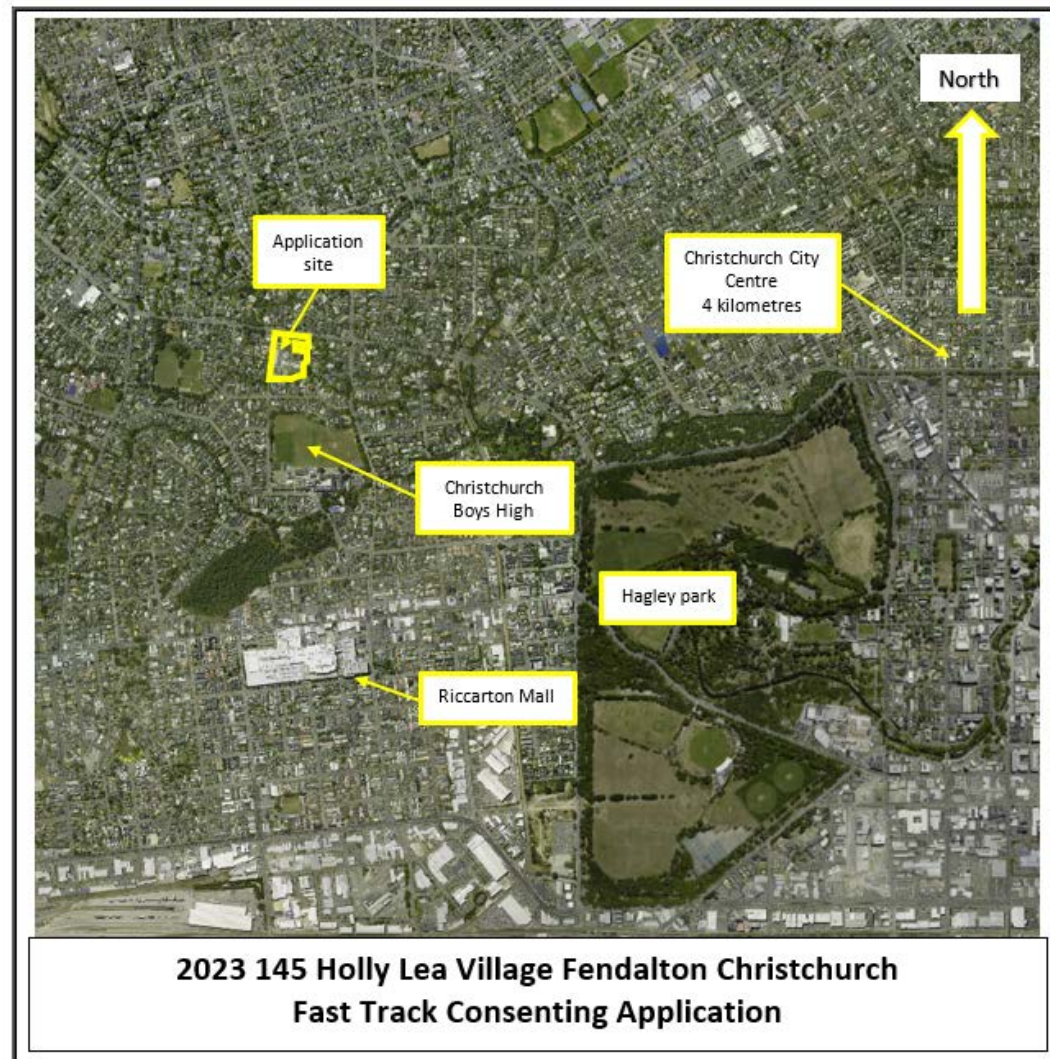 North
Application
site
Christchurch City
Centre
4 kilometres
Christchurch
Boys High
Hagley park
Riccarton Mall
2023 145 Holly Lea Village Fendalton Christchurch
Fast Track Consenting Application